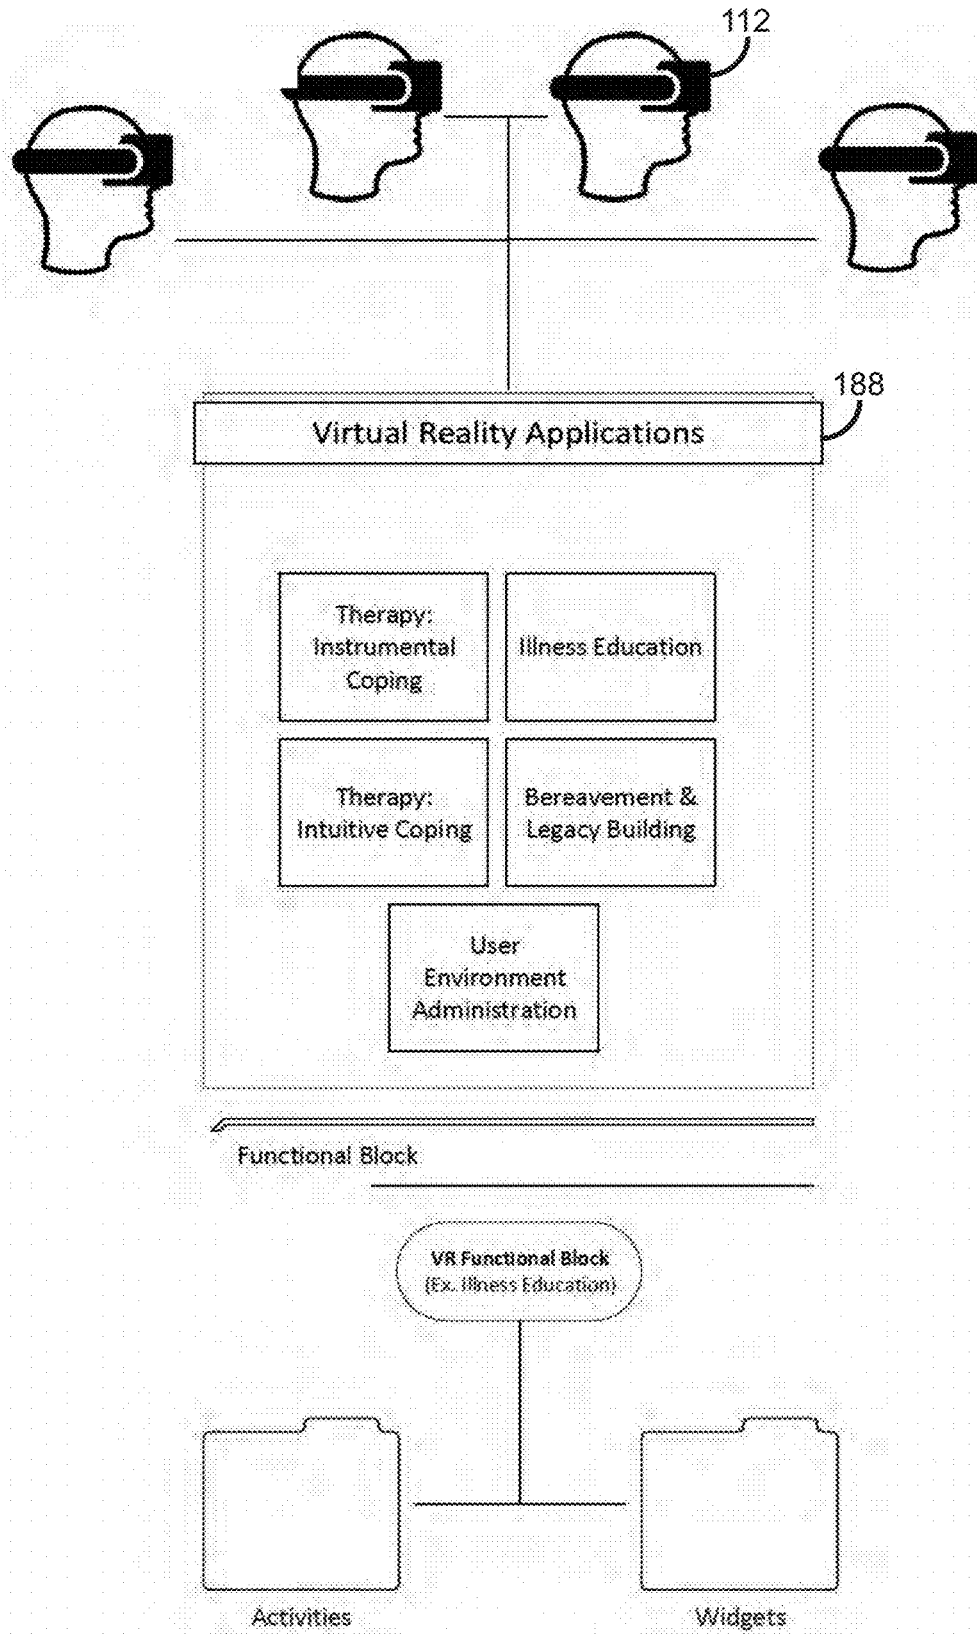 112
188
Virtual Reality Applications
Therapy:
Instrumental
Coping
Illness Education
Therapy:
Intuitive Coping
Bereavement &
Legacy Building
User
Environment
Administration
Functional Block
VR Functional Block
(Ex. Illness Education)
Activities
Widgets